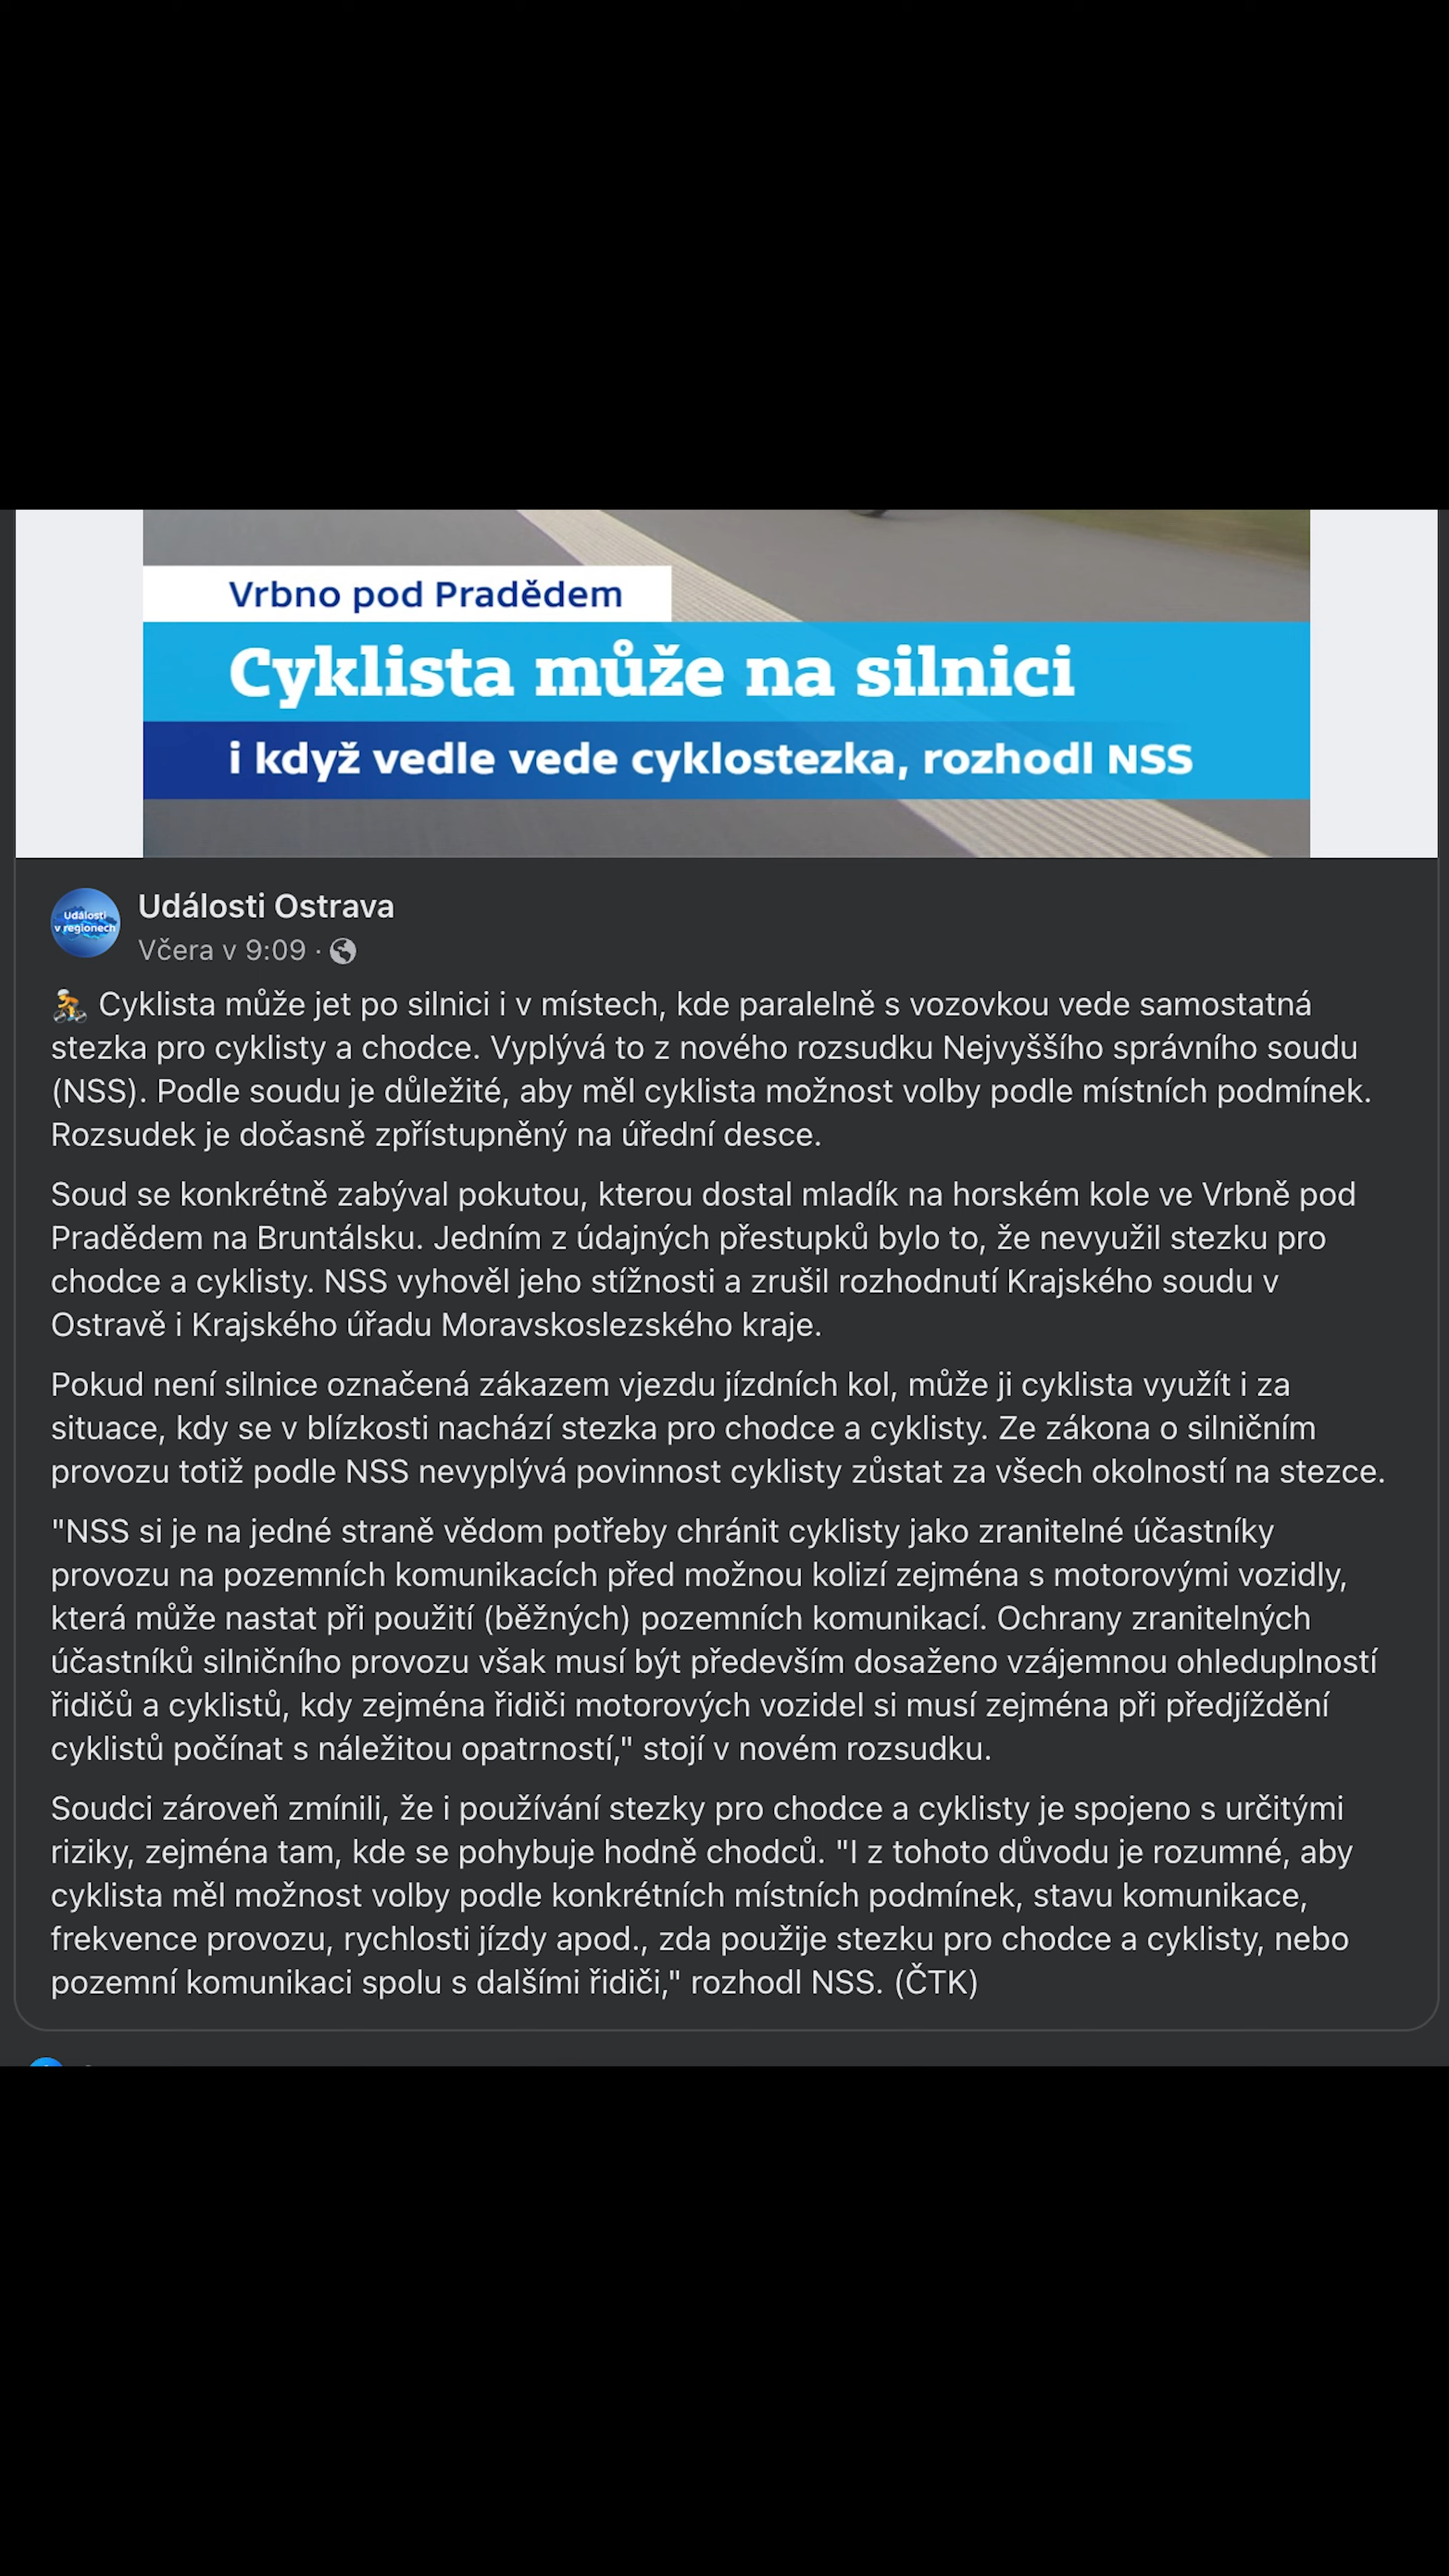 Vrbno pod Pradědem
Cyklista může na silnici
i když vedle vede cyklostezka, rozhodl NSS
Události
v regionech
Události Ostrava
Včera v 9:09 ·
Cyklista může jet po silnici i v místech, kde paralelně s vozovkou vede samostatná
stezka pro cyklisty a chodce. Vyplývá to z nového rozsudku Nejvyššího správního soudu
(NSS). Podle soudu je důležité, aby měl cyklista možnost volby podle místních podmínek.
Rozsudek je dočasně zpřístupněný na úřední desce.
Soud se konkrétně zabýval pokutou, kterou dostal mladík na horském kole ve Vrbně pod
Pradědem na Bruntálsku. Jedním z údajných přestupků bylo to, že nevyužil stezku pro
chodce a cyklisty. NSS vyhověl jeho stížnosti a zrušil rozhodnutí Krajského soudu v
Ostravě i Krajského úřadu Moravskoslezského kraje.
Pokud není silnice označená zákazem vjezdu jízdních kol, může ji cyklista využít i za
situace, kdy se v blízkosti nachází stezka pro chodce a cyklisty. Ze zákona o silničním
provozu totiž podle NSS nevyplývá povinnost cyklisty zůstat za všech okolností na stezce.
"NSS si je na jedné straně vědom potřeby chránit cyklisty jako zranitelné účastníky
provozu na pozemních komunikacích před možnou kolizí zejména s motorovými vozidly,
která může nastat při použití (běžných) pozemních komunikací. Ochrany zranitelných
účastníků silničního provozu však musí být především dosaženo vzájemnou ohleduplností
řidičů a cyklistů, kdy zejména řidiči motorových vozidel si musí zejména při předjíždění
cyklistů počínat s náležitou opatrností," stojí v novém rozsudku.
Soudci zároveň zmínili, že i používání stezky pro chodce a cyklisty je spojeno s určitými
riziky, zejména tam, kde se pohybuje hodně chodců. "I z tohoto důvodu je rozumné, aby
cyklista měl možnost volby podle konkrétních místních podmínek, stavu komunikace,
frekvence provozu, rychlosti jízdy apod., zda použije stezku pro chodce a cyklisty, nebo
pozemní komunikaci spolu s dalšími řidiči," rozhodl NSS. (ČTK)